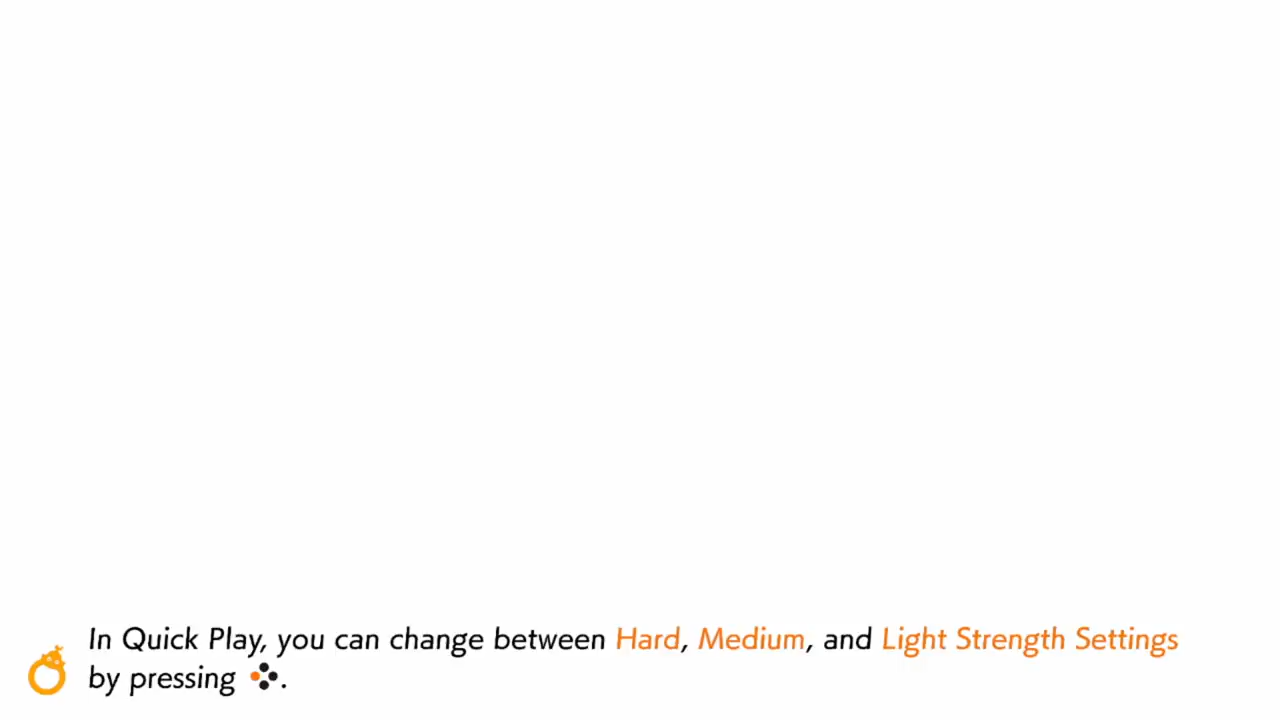 In Quick Play, you can change between Hard, Medium, and Light Strength Settings
by pressing .